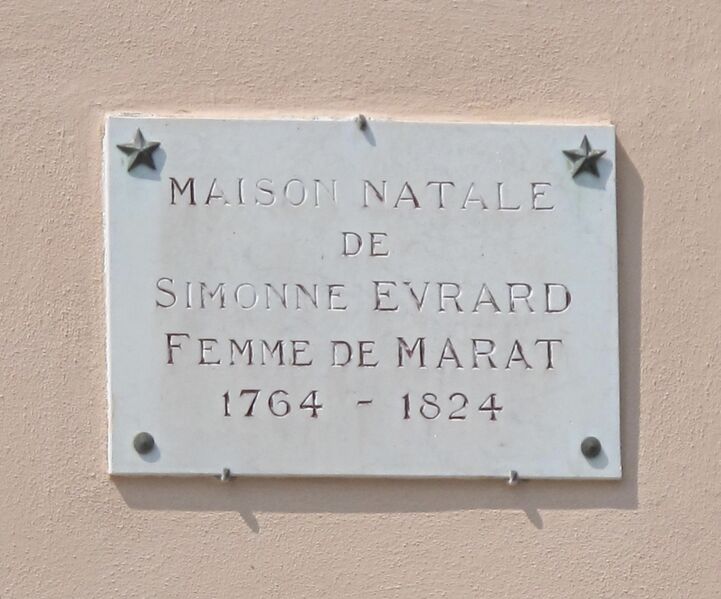 MAISON NATALE
DE
SIMONNE EVRARD
FEMME DE MARAT
1764 - 1824